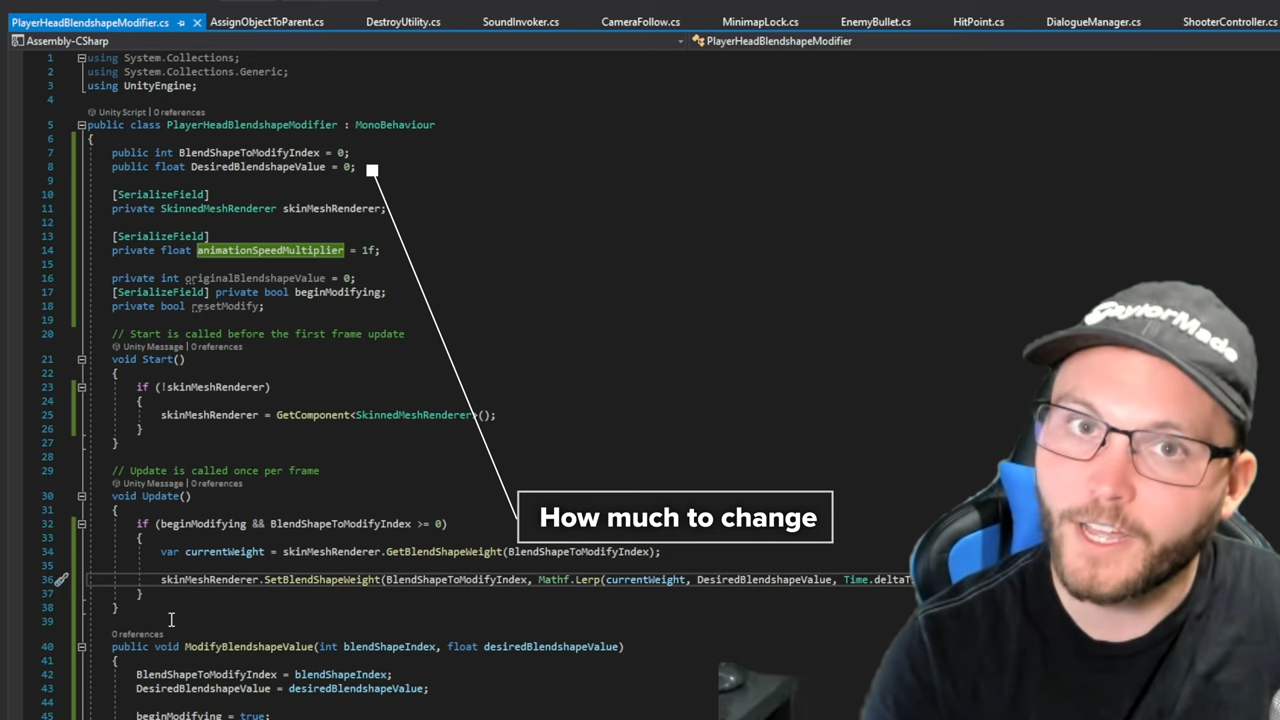 PlayerHeadBlendshapeModifier.cs
AssignObjectToParent.cs
DestroyUtility.cs
SoundInvoker.cs
CameraFollow.cs
MinimapLock.cs
EnemyBullet.cs
HitPoint.cs
DialogueManager.cs
ShooterController.cs
Assembly-CSharp
PlayerHeadBlendshapeModifier
1 using System.Collections;
2 using System.Collections.Generic;
3 using UnityEngine;
4
Unity Script | 0 references
5 public class PlayerHeadBlendshapeModifier : MonoBehaviour
6 {
7 public int BlendShapeToModifyIndex = 0;
8 public float DesiredBlendshapeValue = 0;
9
10 [SerializeField]
11 private SkinnedMeshRenderer skinMeshRenderer;
12
13 [SerializeField]
14 private float animationSpeedMultiplier = 1f;
16 private int originalBlendshapeValue = 0;
17 [SerializeField] private bool beginModifying;
18 private bool resetModify;
19
20 // Start is called before the first frame update
Unity Message | 0 references
21 void Start()
22 {
23 if (!skinMeshRenderer)
24 {
25 skinMeshRenderer = GetComponent<SkinnedMeshRenderer>();
26 }
27 }
28
29 // Update is called once per frame
Unity Message | 0 references
30 void Update()
31 {
32 if (beginModifying && BlendShapeToModifyIndex >= 0)
33 {
34 var currentWeight = skinMeshRenderer.GetBlendShapeWeight(BlendShapeToModifyIndex);
35
36 skinMeshRenderer.SetBlendShapeWeight(BlendShapeToModifyIndex, Mathf.Lerp(currentWeight, DesiredBlendshapeValue, Time.deltaT
37 }
38 }
39
0 references
40 public void ModifyBlendshapeValue(int blendShapeIndex, float desiredBlendshapeValue)
41 {
42 BlendShapeToModifyIndex = blendShapeIndex;
43 DesiredBlendshapeValue = desiredBlendshapeValue;
44
45 beginModifying = true;
How much to change
TaylorMade